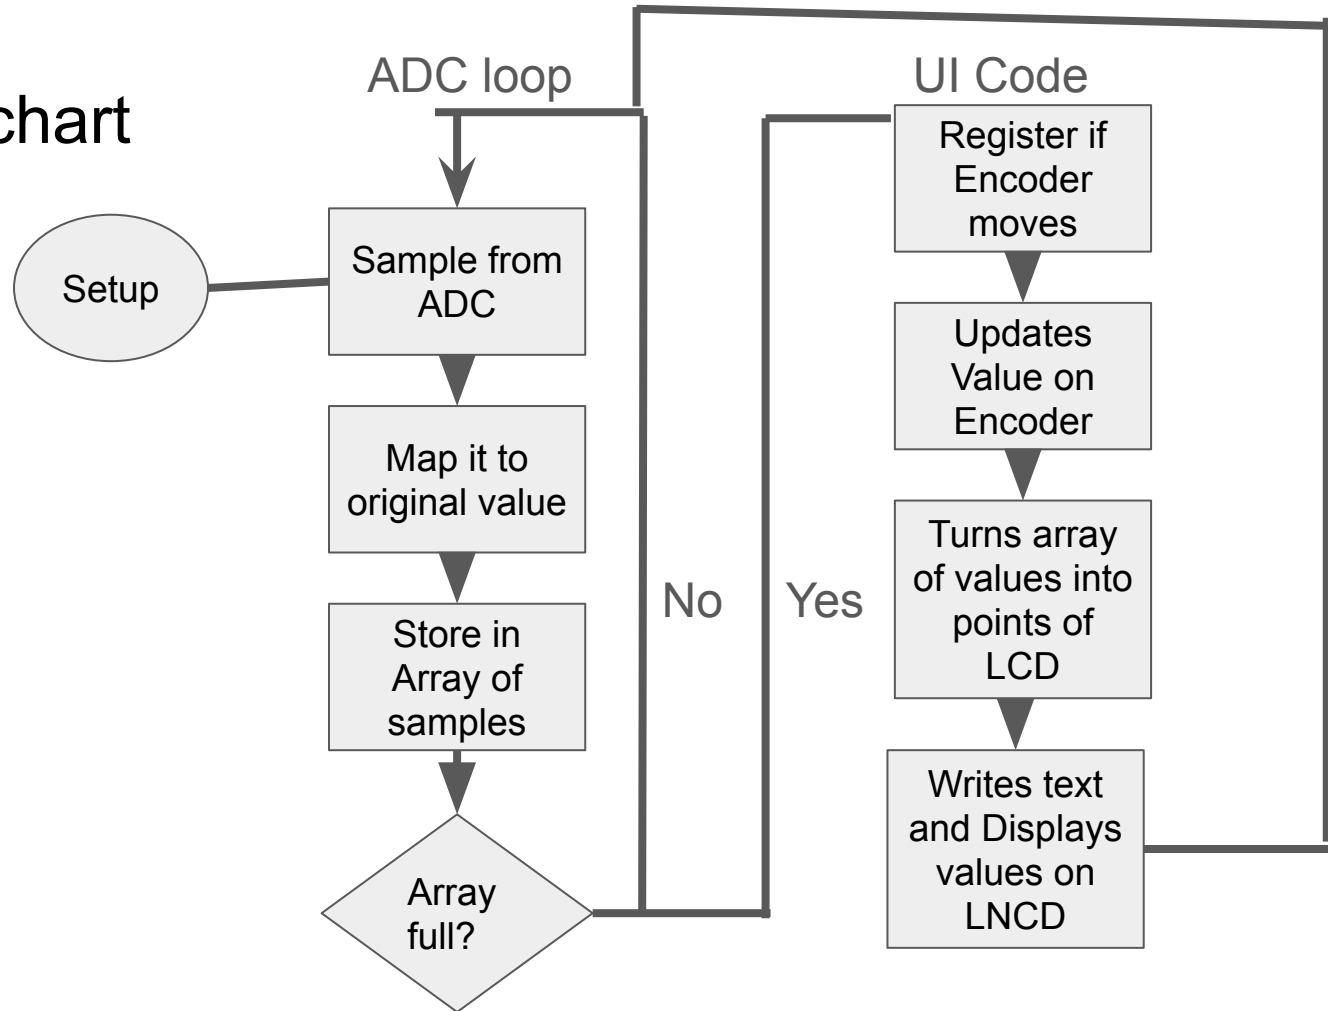 chart
ADC loop
Setup
Sample from
ADC
Map it to
original value
Store in
Array of
samples
Array
full?
No
Yes
UI Code
Register if
Encoder
moves
Updates
Value on
Encoder
Turns array
of values into
points of
LCD
Writes text
and Displays
values on
LNCD